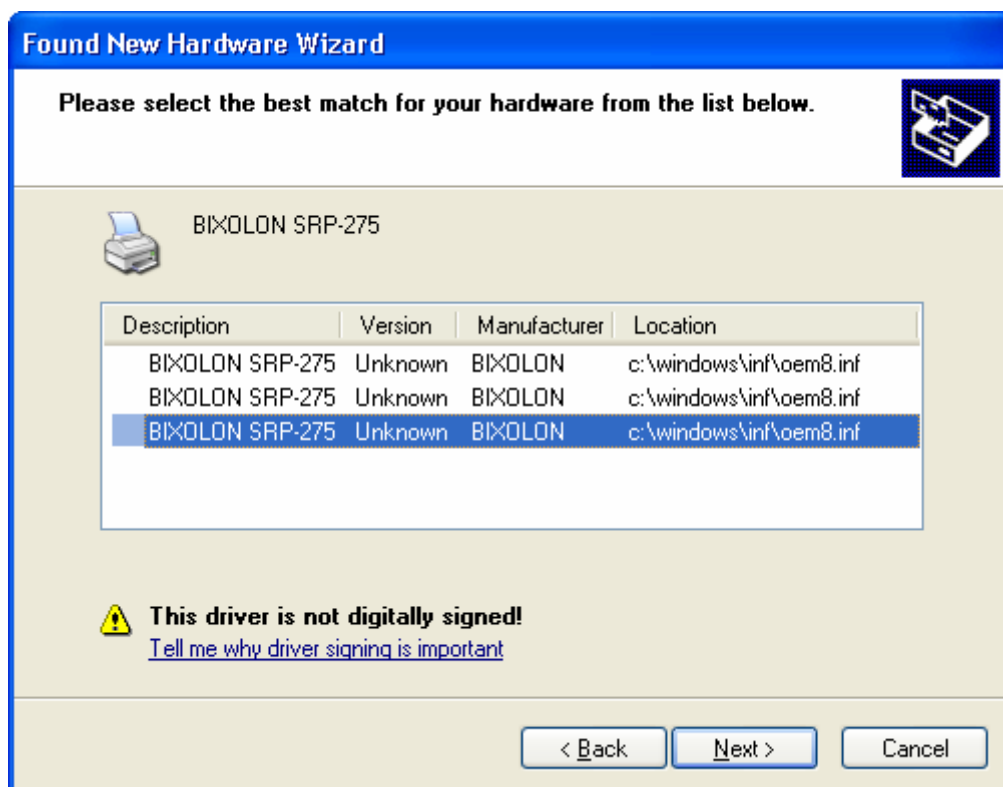 Found New Hardware Wizard
Please select the best match for your hardware from the list below.
BIXOLON SRP-275
Description Version Manufacturer Location
BIXOLON SRP-275 Unknown BIXOLON c:\windows\inf\oem8.inf
BIXOLON SRP-275 Unknown BIXOLON c:\windows\inf\oem8.inf
BIXOLON SRP-275 Unknown BIXOLON c:\windows\inf\oem8.inf
This driver is not digitally signed!
Tell me why driver signing is important
< Back Next > Cancel